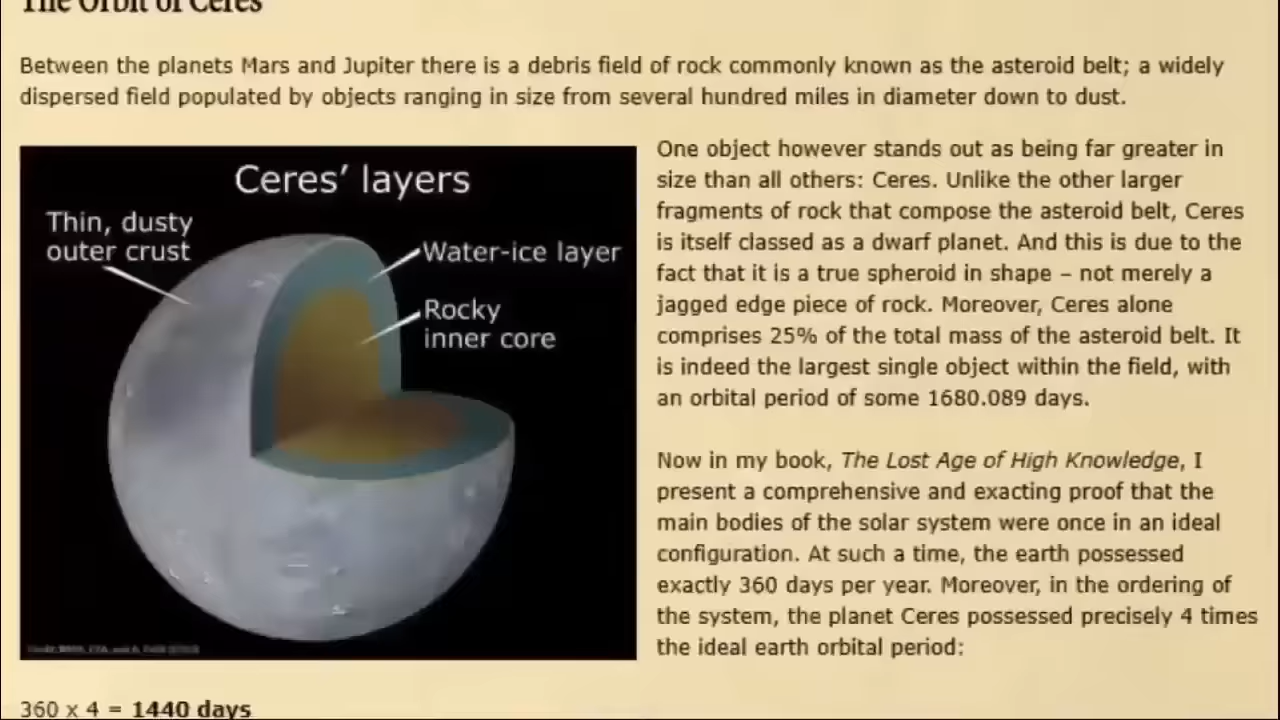 The Orbit of Ceres
Between the planets Mars and Jupiter there is a debris field of rock commonly known as the asteroid belt; a widely
dispersed field populated by objects ranging in size from several hundred miles in diameter down to dust.
Ceres' layers
Thin, dusty
outer crust
Water-ice layer
Rocky
inner core
One object however stands out as being far greater in
size than all others: Ceres. Unlike the other larger
fragments of rock that compose the asteroid belt, Ceres
is itself classed as a dwarf planet. And this is due to the
fact that it is a true spheroid in shape – not merely a
jagged edge piece of rock. Moreover, Ceres alone
comprises 25% of the total mass of the asteroid belt. It
is indeed the largest single object within the field, with
an orbital period of some 1680.089 days.
Now in my book, The Lost Age of High Knowledge, I
present a comprehensive and exacting proof that the
main bodies of the solar system were once in an ideal
configuration. At such a time, the earth possessed
exactly 360 days per year. Moreover, in the ordering of
the system, the planet Ceres possessed precisely 4 times
the ideal earth orbital period:
360 x 4 = 1440 days